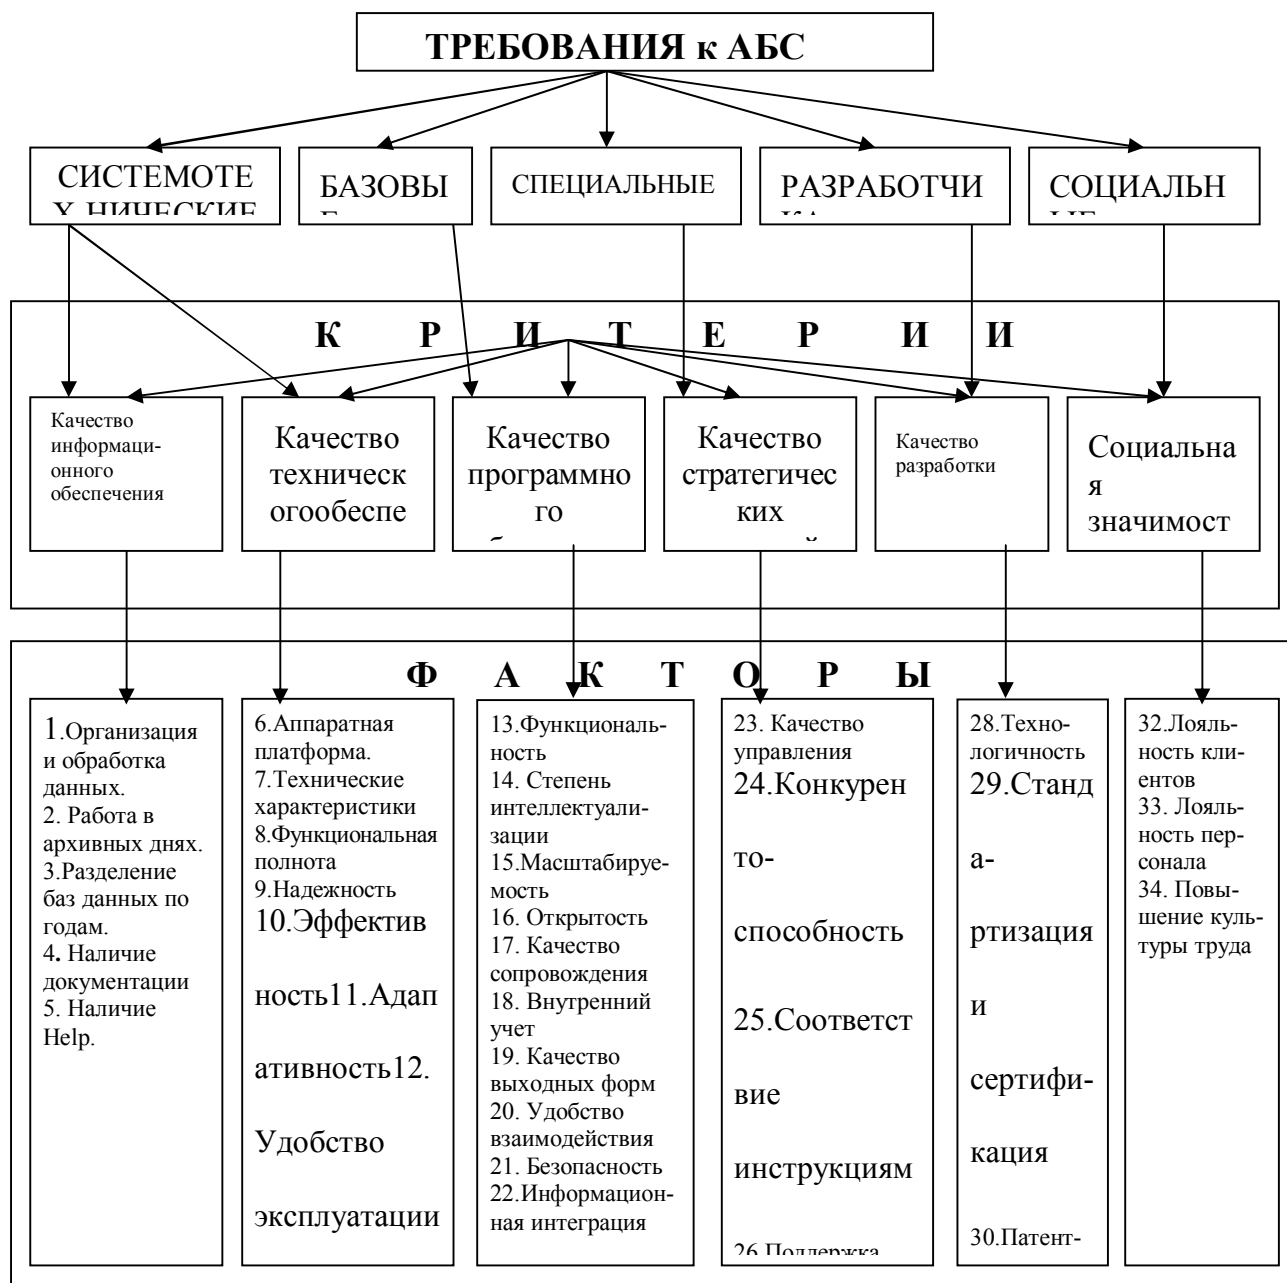 ТРЕБОВАНИЯ к АБС
СИСТЕМОТЕ
Х НИЧЕСКИЕ
БАЗОВЫ
СПЕЦИАЛЬНЫЕ
РАЗРАБОТЧИ
КА
СОЦИАЛЬН
ЫЕ
К Р И Т Е Р И И
Качество
информаци-
онного
обеспечения
Качество
техническ
огообеспе
Качество
программно
го
Качество
стратегичес
ких
Качество
разработки
Социальна
я
значимост
Ф А К Т О Р Ы
1.Организация
и обработка
данных.
2. Работа в
архивных днях.
3.Разделение
баз данных по
годам.
4. Наличие
документации
5. Наличие
Help.
6.Аппаратная
платформа.
7.Технические
характеристики
8.Функциональная
полнота
9.Надежность
10.Эффектив
ность11.Адап
ативность12.
Удобство
эксплуатации
13.Функциональ-
ность
14. Степень
интеллектуали-
зации
15.Масштабируе-
мость
16. Открытость
17. Качество
сопровождения
18. Внутренний
учет
19. Качество
выходных форм
20. Удобство
взаимодействия
21. Безопасность
22.Информацион-
ная интеграция
23. Качество
управления
24.Конкурен
то-
способность
25.Соответст
вие
инструкциям
26.Поддержка
28.Техно-
логичность
29.Станд
а-
ртизация
и
сертифи-
кация
30.Патент-
32.Лояль-
ность кли-
ентов
33. Лояль-
ность пер-
сонала
34. Повы-
шение куль-
туры труда